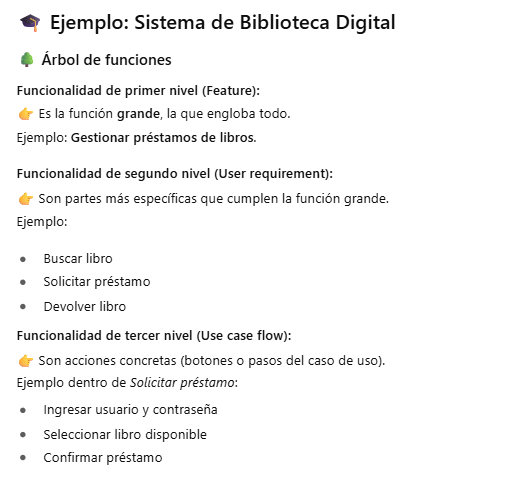 🎓 Ejemplo: Sistema de Biblioteca Digital
🌳 Árbol de funciones
Funcionalidad de primer nivel (Feature):
👉 Es la función grande, la que engloba todo.
Ejemplo: Gestionar préstamos de libros.
Funcionalidad de segundo nivel (User requirement):
👉 Son partes más específicas que cumplen la función grande.
Ejemplo:
• Buscar libro
• Solicitar préstamo
• Devolver libro
Funcionalidad de tercer nivel (Use case flow):
👉 Son acciones concretas (botones o pasos del caso de uso).
Ejemplo dentro de Solicitar préstamo:
• Ingresar usuario y contraseña
• Seleccionar libro disponible
• Confirmar préstamo